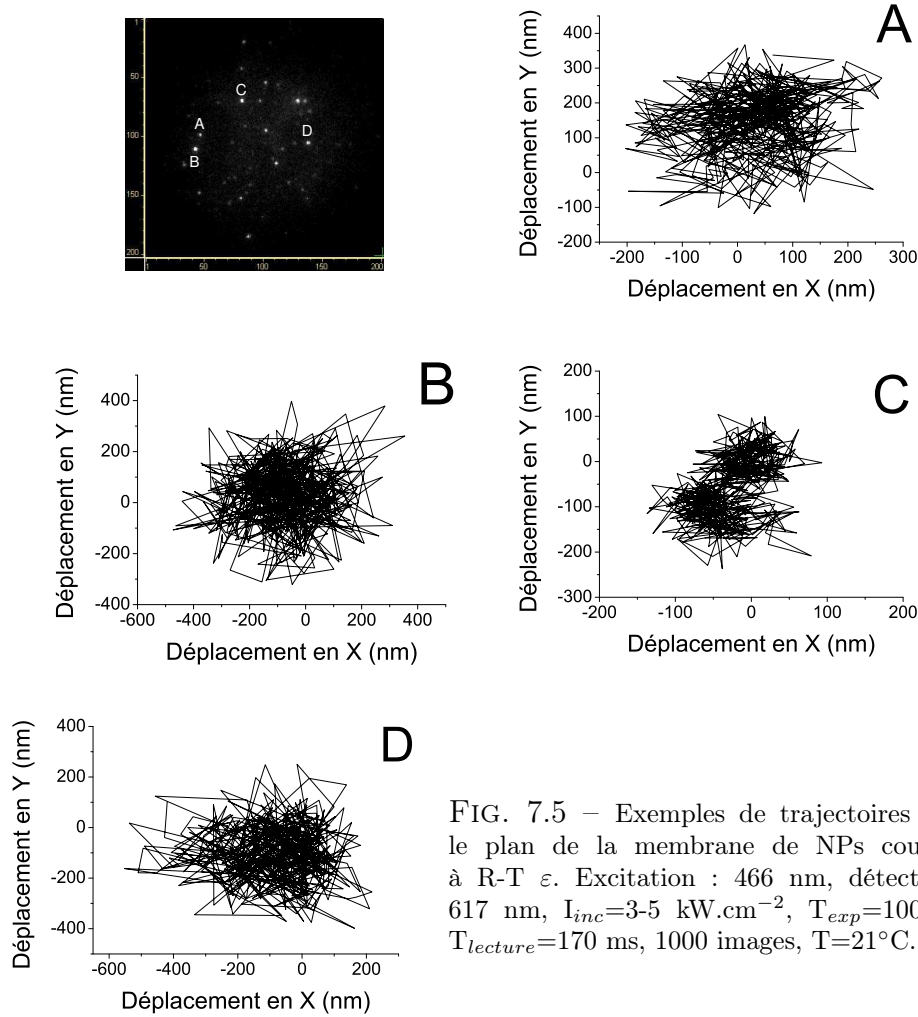 1
50
100
150
200
1
50
100
150
200
A
B
C
D
A
Déplacement en Y (nm)
400
300
200
100
0
-100
-200
-200
-100
0
100
200
300
Déplacement en X (nm)
B
Déplacement en Y (nm)
400
200
0
-200
-400
-600
-400
-200
0
200
400
Déplacement en X (nm)
C
Déplacement en Y (nm)
200
100
0
-100
-200
-300
-200
-100
0
100
200
Déplacement en X (nm)
D
Déplacement en Y (nm)
400
200
0
-200
-400
-600
-400
-200
0
200
Déplacement en X (nm)
FIG. 7.5 – Exemples de trajectoires
le plan de la membrane de NPs cou
à R-T ε. Excitation : 466 nm, détect
617 nm, I_inc=3-5 kW.cm⁻², T_exp=100
T_lecture=170 ms, 1000 images, T=21°C.